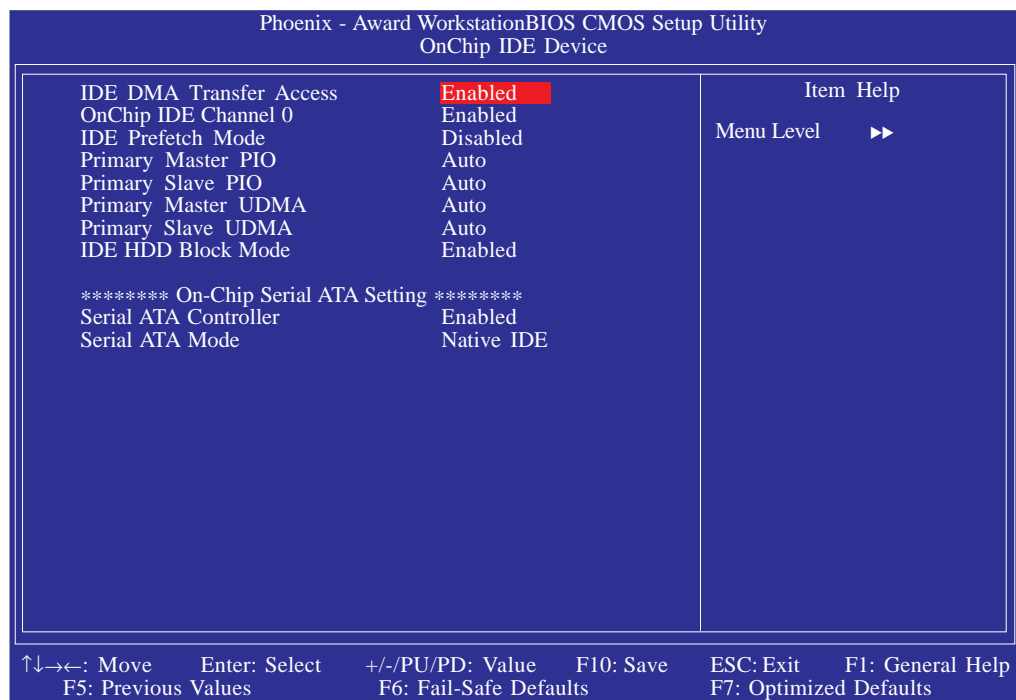 Phoenix - Award WorkstationBIOS CMOS Setup Utility
OnChip IDE Device
IDE DMA Transfer Access Enabled
OnChip IDE Channel 0 Enabled
IDE Prefetch Mode Disabled
Primary Master PIO Auto
Primary Slave PIO Auto
Primary Master UDMA Auto
Primary Slave UDMA Auto
IDE HDD Block Mode Enabled
******** On-Chip Serial ATA Setting ********
Serial ATA Controller Enabled
Serial ATA Mode Native IDE
Item Help
Menu Level ▶▶
↑↓→←: Move Enter: Select +/-/PU/PD: Value F10: Save ESC: Exit F1: General Help
F5: Previous Values F6: Fail-Safe Defaults F7: Optimized Defaults